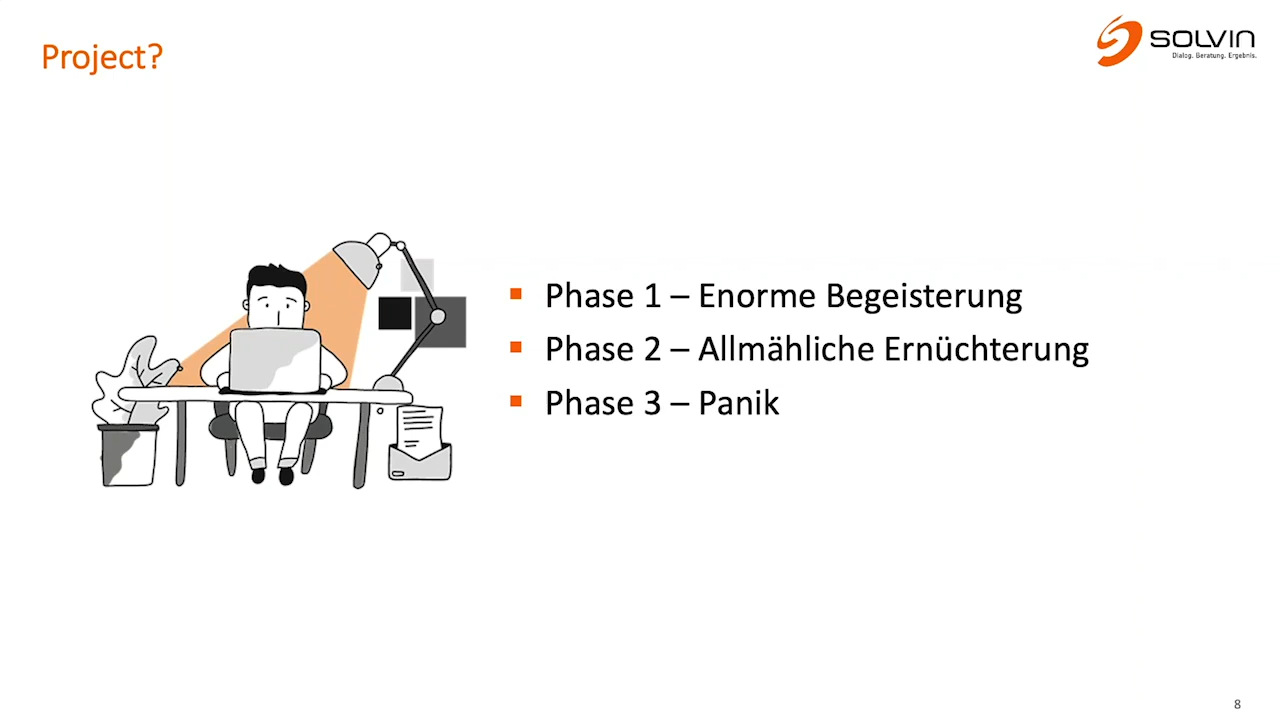 Project?
SOLVIN
Dialog. Beratung. Ergebnis.
Phase 1 – Enorme Begeisterung
Phase 2 – Allmähliche Ernüchterung
Phase 3 – Panik
8